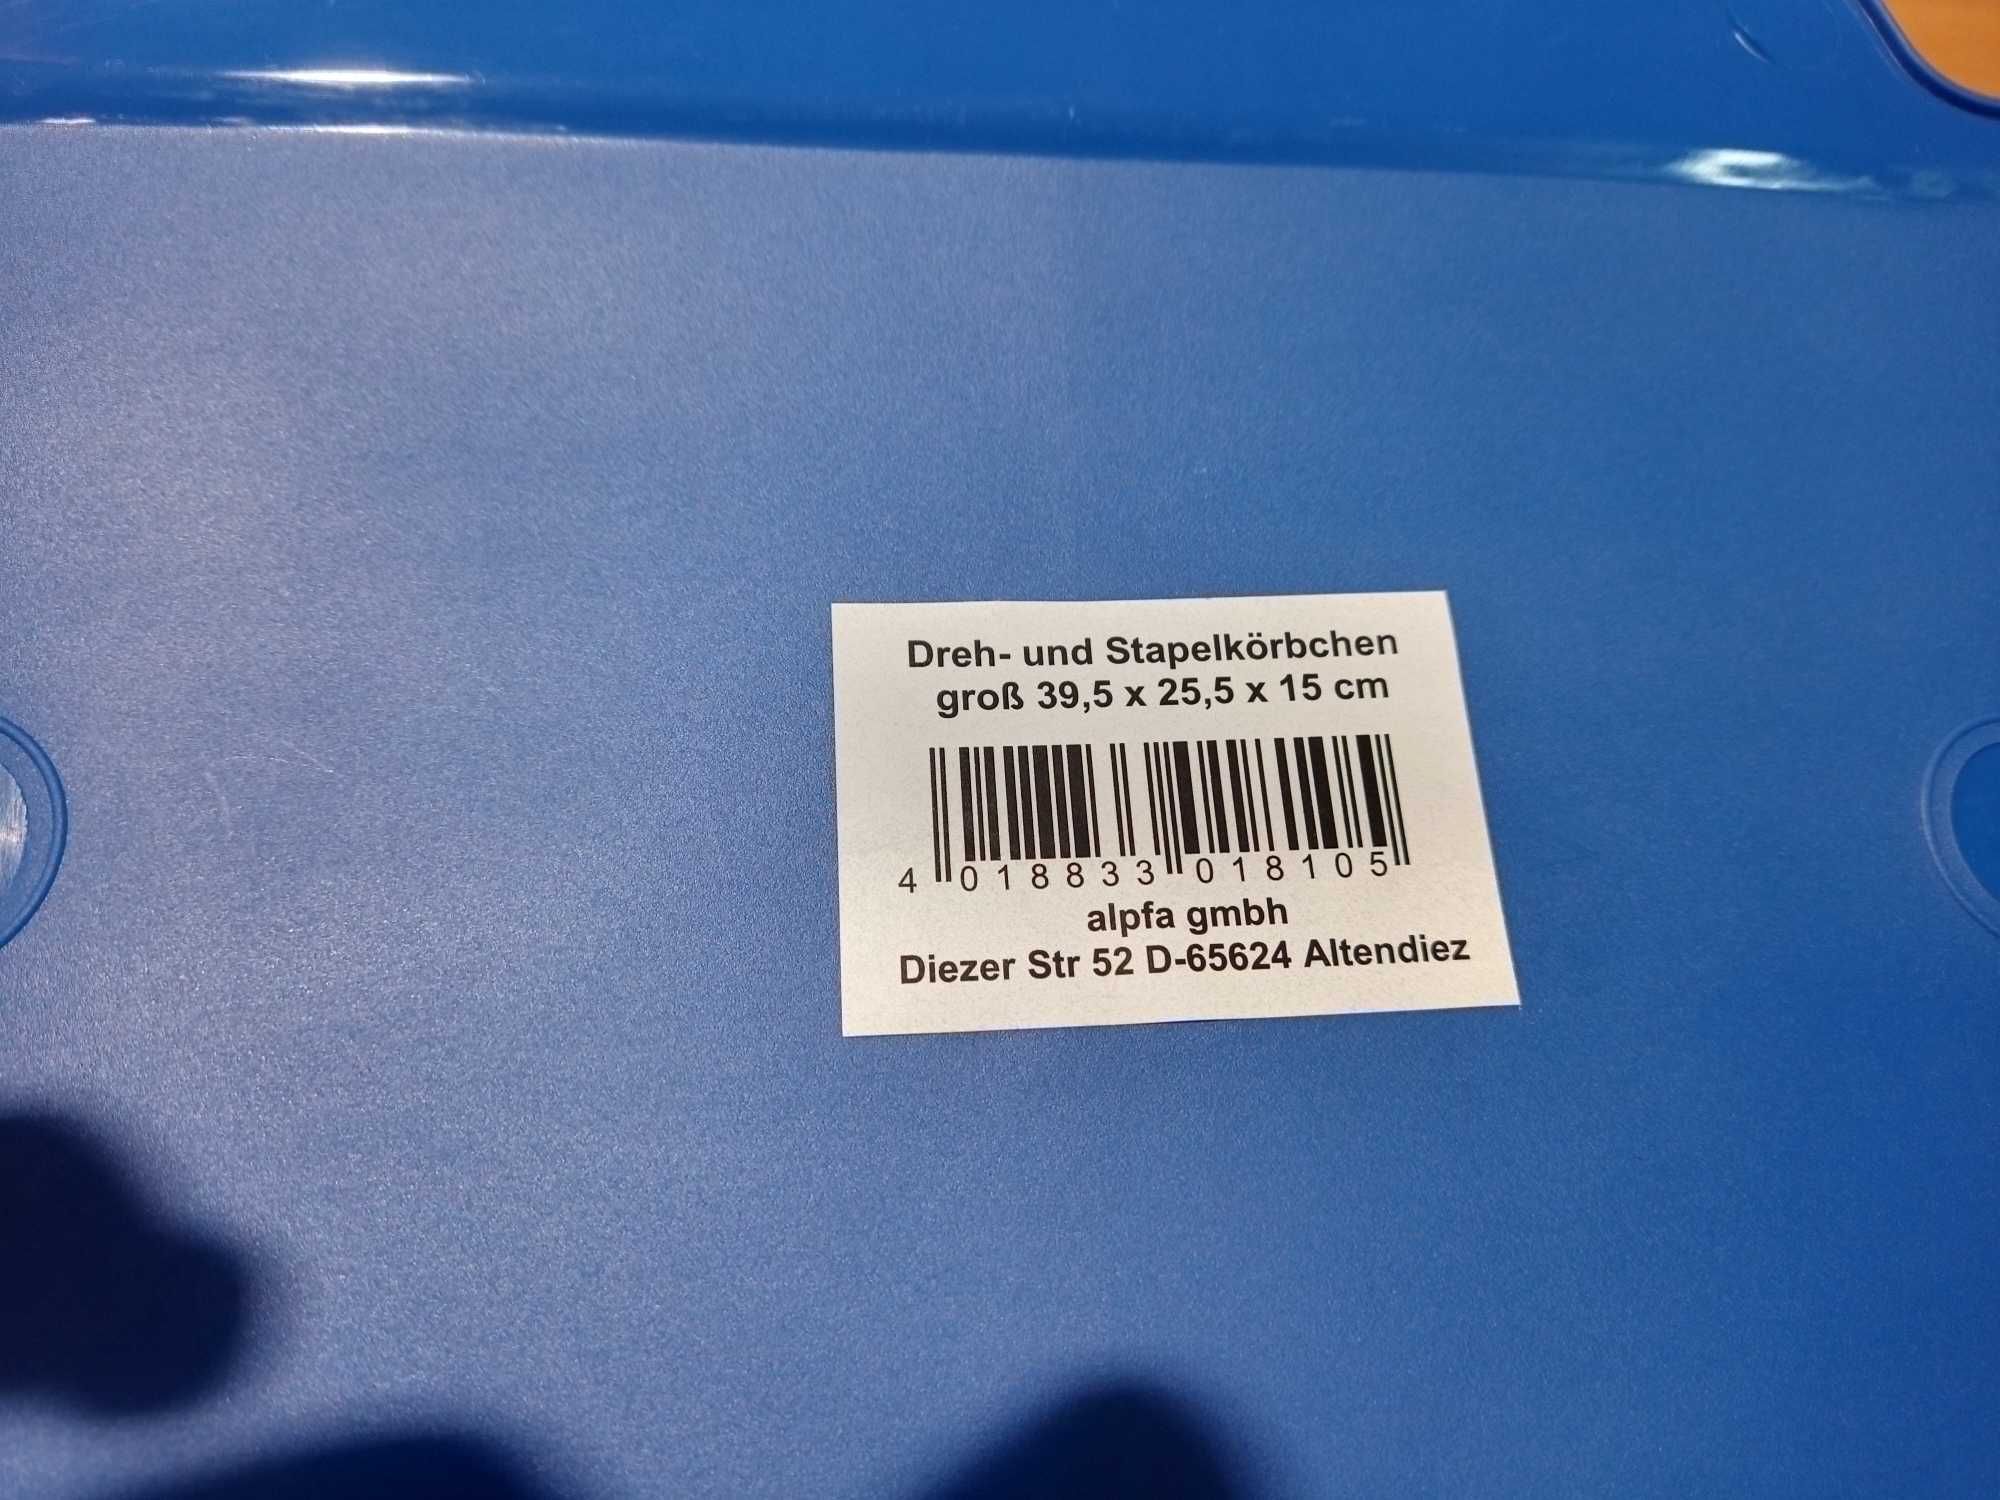 Dreh- und Stapelkörbchen
groß 39,5 x 25,5 x 15 cm
4 018833 018105
alpfa gmbh
Diezer Str 52 D-65624 Altendiez